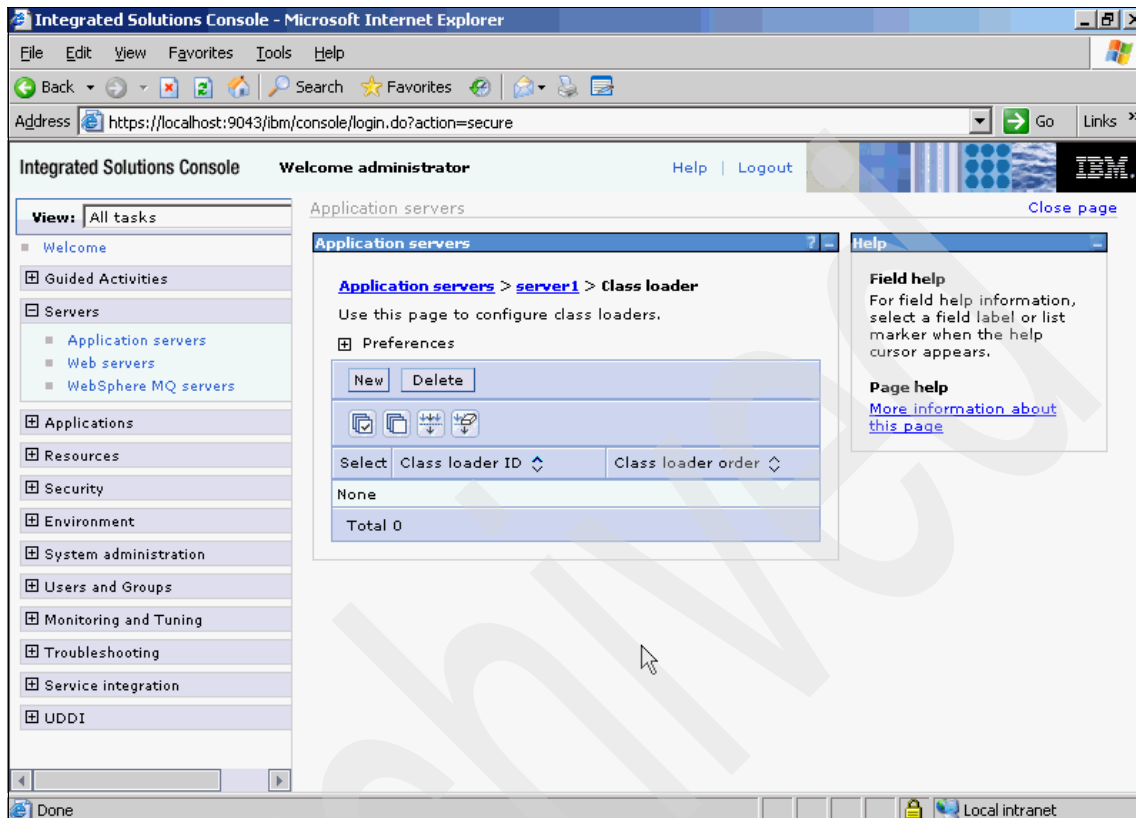 Integrated Solutions Console - Microsoft Internet Explorer
File Edit View Favorites Tools Help
Back Search Favorites
Address https://localhost:9043/ibm/console/login.do?action=secure Go Links »
Integrated Solutions Console Welcome administrator Help | Logout IBM.
View: All tasks
Welcome
Guided Activities
Servers
Application servers
Web servers
WebSphere MQ servers
Applications
Resources
Security
Environment
System administration
Users and Groups
Monitoring and Tuning
Troubleshooting
Service integration
UDDI
Application servers Close page
Application servers ? –
Application servers > server1 > Class loader
Use this page to configure class loaders.
Preferences
New Delete
Select Class loader ID Class loader order
None
Total 0
Help –
Field help
For field help information,
select a field label or list
marker when the help
cursor appears.
Page help
More information about
this page
Done Local intranet